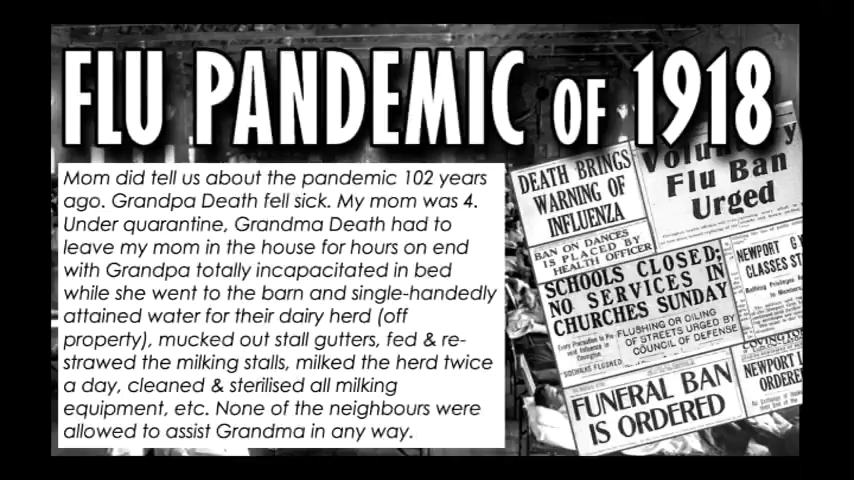 FLU PANDEMIC OF 1918
Mom did tell us about the pandemic 102 years
ago. Grandpa Death fell sick. My mom was 4.
Under quarantine, Grandma Death had to
leave my mom in the house for hours on end
with Grandpa totally incapacitated in bed
while she went to the barn and single-handedly
attained water for their dairy herd (off
property), mucked out stall gutters, fed & re-
strawed the milking stalls, milked the herd twice
a day, cleaned & sterilised all milking
equipment, etc. None of the neighbours were
allowed to assist Grandma in any way.
DEATH BRINGS
WARNING OF
INFLUENZA
BAN ON DANCES
IS PLACED BY
HEALTH OFFICER
SCHOOLS CLOSED;
NO SERVICES IN
CHURCHES SUNDAY
FLUSHING OR OILING
OF STREETS URGED BY
COUNCIL OF DEFENSE
SIDEWALKS FLUSHED
FUNERAL BAN
IS ORDERED
Flu Ban
Urged
NEWPORT
CLASSES
NEWPORT